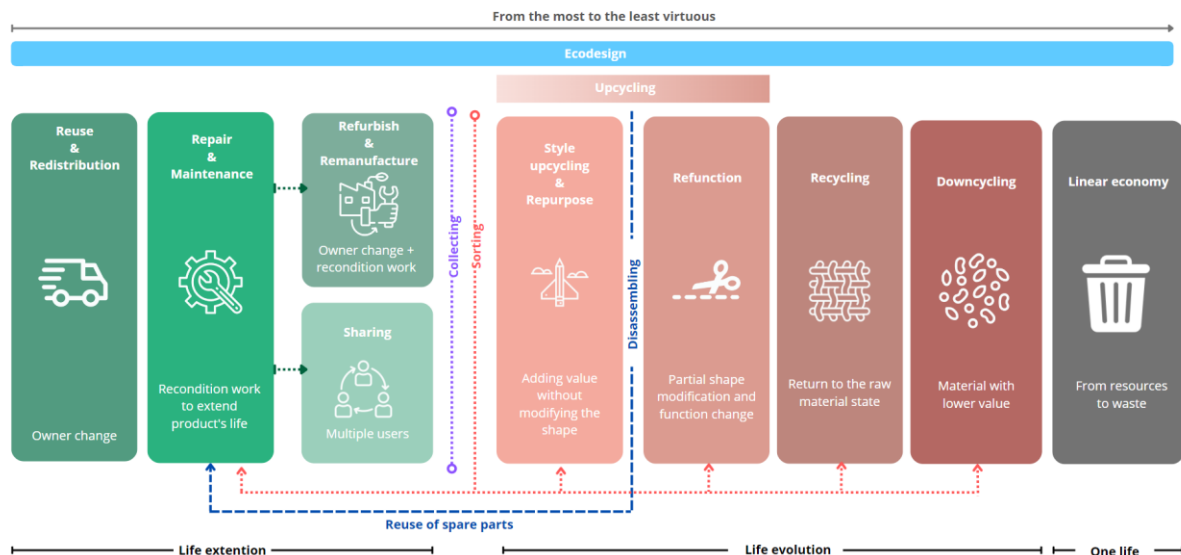 From the most to the least virtuous
Ecodesign
Upcycling
Reuse
&
Redistribution
Owner change
Repair
&
Maintenance
Recondition work
to extend
product's life
Refurbish
&
Remanufacture
Owner change +
recondition work
Sharing
Multiple users
Collecting
Sorting
Style
upcycling
&
Repurpose
Adding value
without
modifying the
shape
Disassembling
Refunction
Partial shape
modification and
function change
Recycling
Return to the raw
material state
Downcycling
Material with
lower value
Linear economy
From resources
to waste
Reuse of spare parts
Life extention
Life evolution
One life